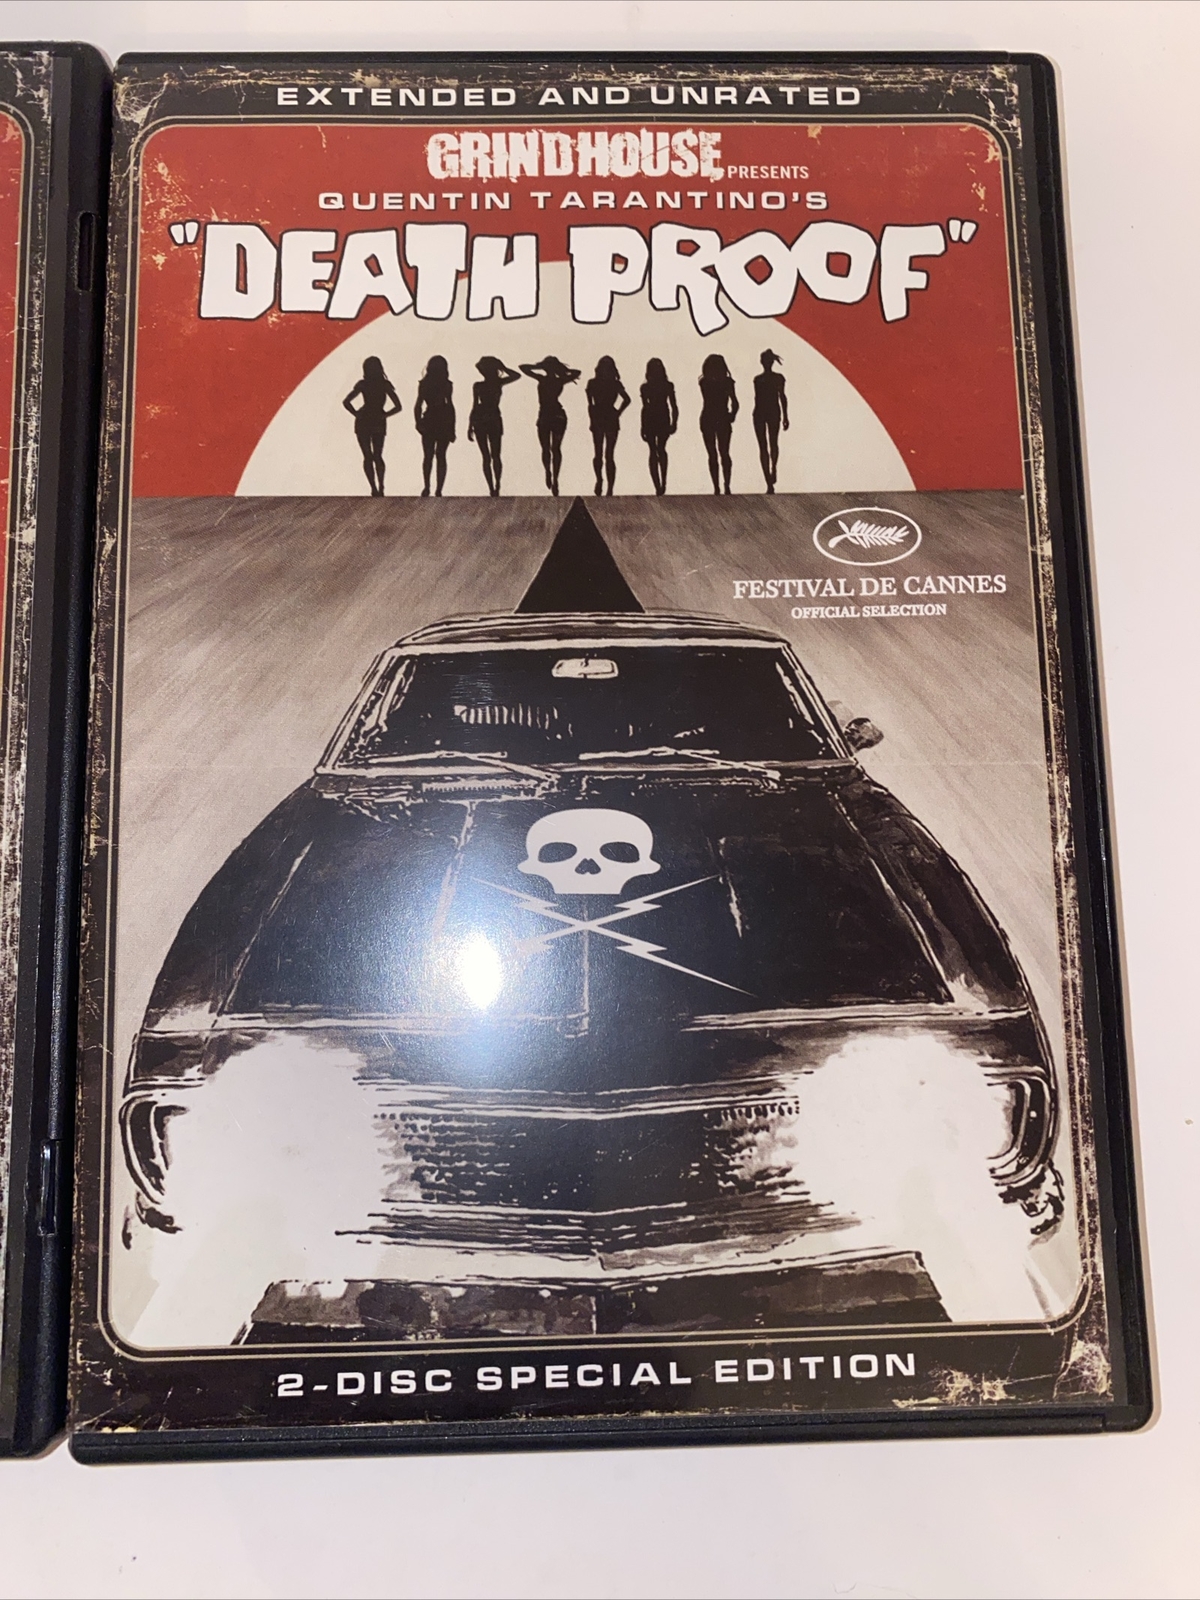 EXTENDED AND UNRATED
GRINDHOUSE PRESENTS
QUENTIN TARANTINO'S
"DEATH PROOF"
FESTIVAL DE CANNES
OFFICIAL SELECTION
2-DISC SPECIAL EDITION